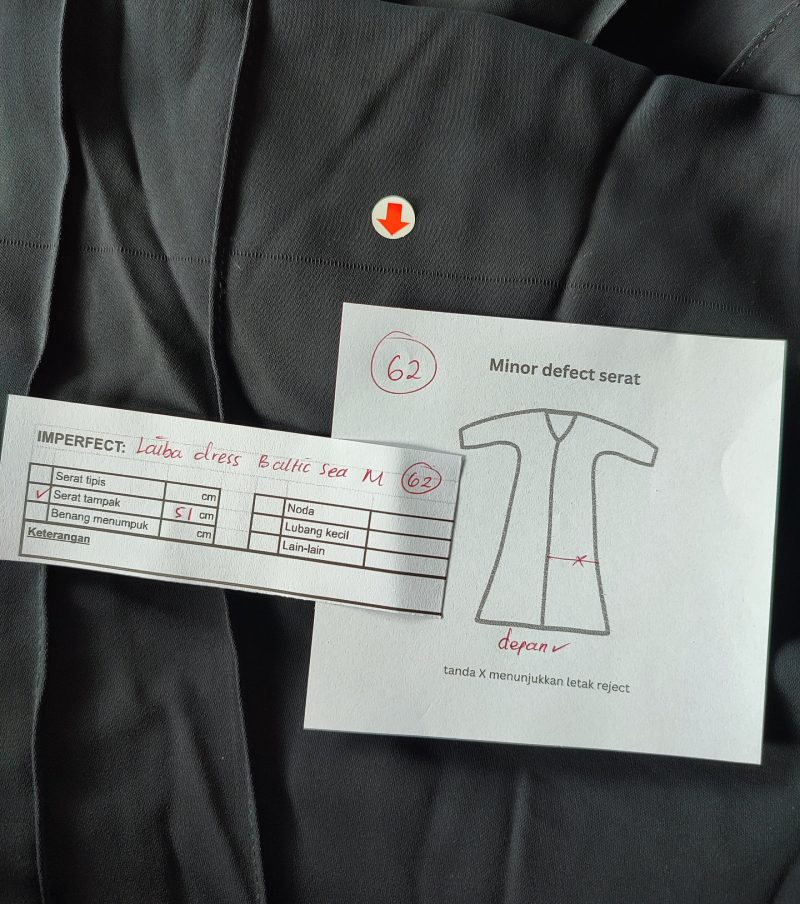 62
Minor defect serat
IMPERFECT: Laiba dress Baltic sea M 62
Serat tipis cm
✓ Serat tampak 51 cm
Benang menumpuk cm
Noda
Lubang kecil
Lain-lain
Keterangan
X
depan ✓
tanda X menunjukkan letak reject